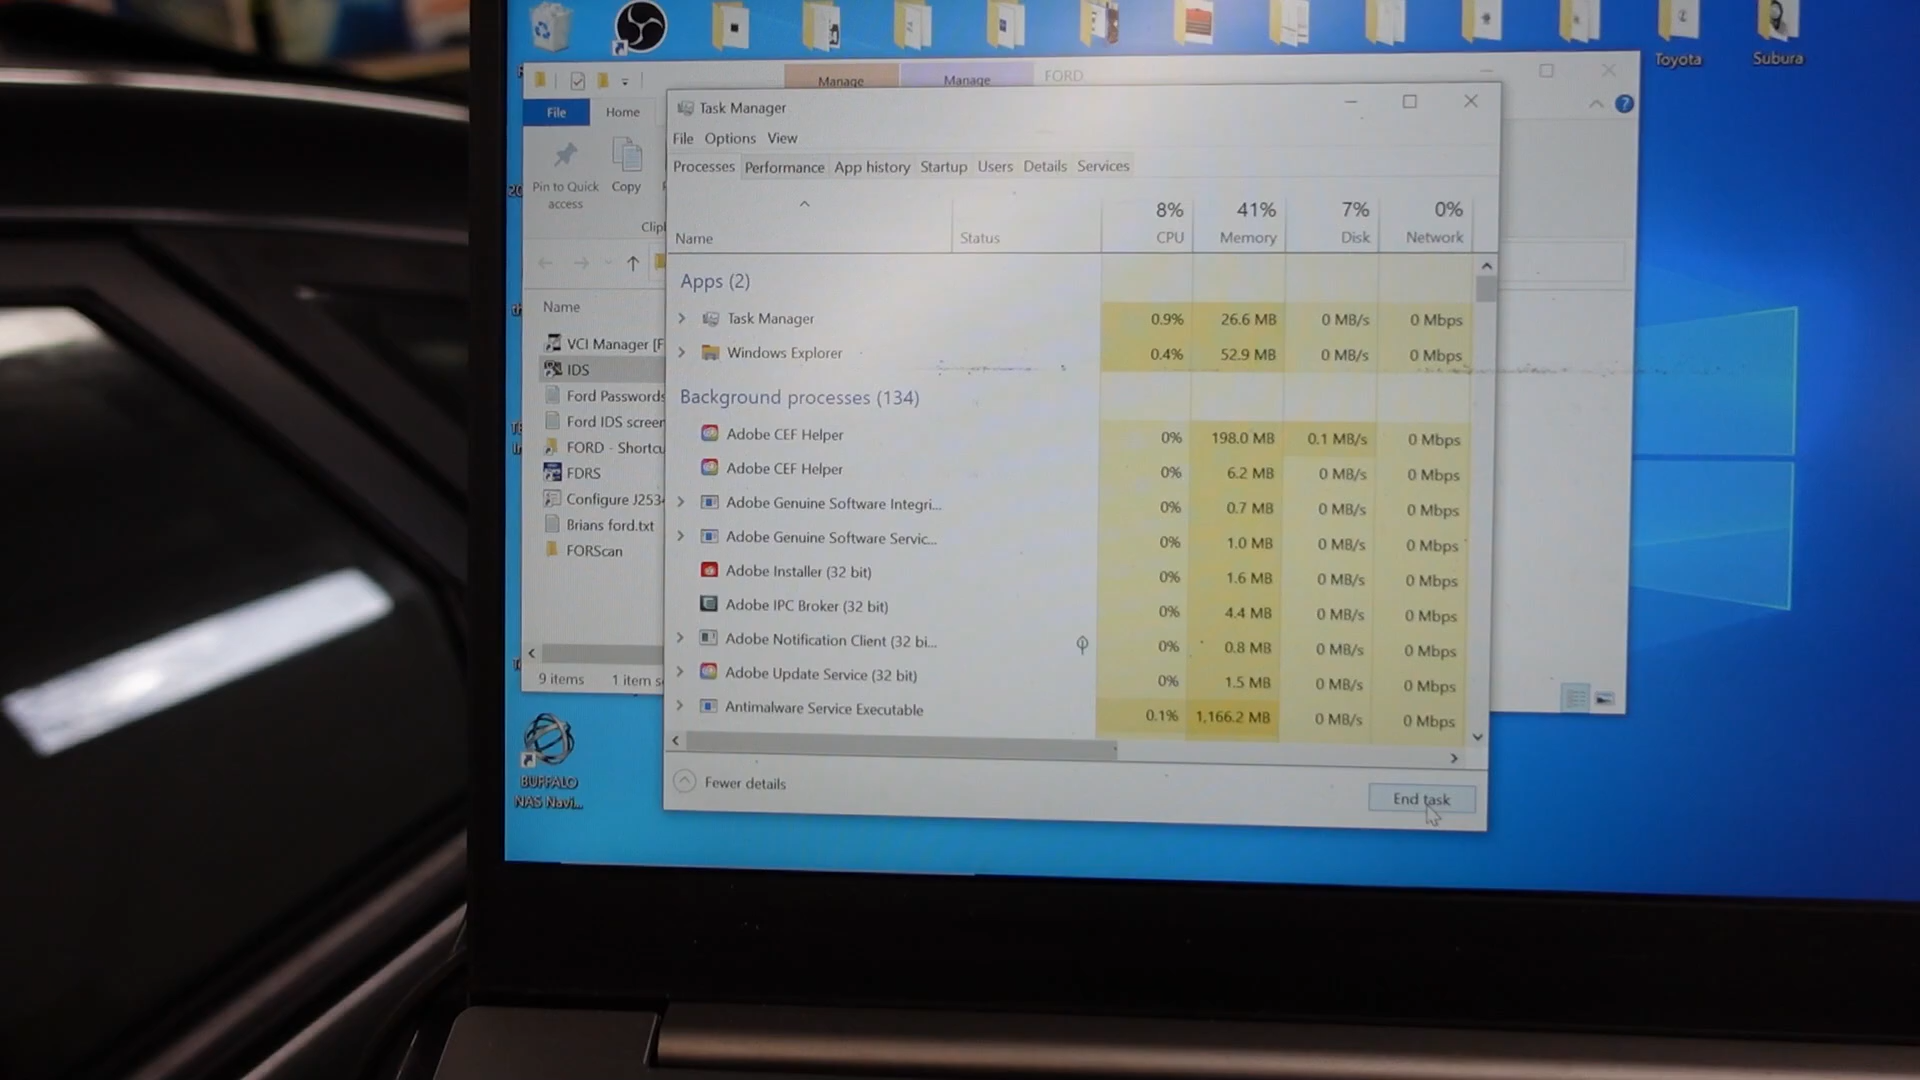 Toyota
Subura
Manage
Manage
FORD
File
Home
Pin to Quick
access
Copy
Name
VCI Manager [F
IDS
Ford Passwords
Ford IDS screen
FORD - Shortcu
FDRS
Configure J2534
Brians ford.txt
FORScan
9 items
1 item s
Task Manager
File Options View
Processes Performance App history Startup Users Details Services
8% 41% 7% 0%
Name Status CPU Memory Disk Network
Apps (2)
Task Manager 0.9% 26.6 MB 0 MB/s 0 Mbps
Windows Explorer 0.4% 52.9 MB 0 MB/s 0 Mbps
Background processes (134)
Adobe CEF Helper 0% 198.0 MB 0.1 MB/s 0 Mbps
Adobe CEF Helper 0% 6.2 MB 0 MB/s 0 Mbps
Adobe Genuine Software Integri... 0% 0.7 MB 0 MB/s 0 Mbps
Adobe Genuine Software Servic... 0% 1.0 MB 0 MB/s 0 Mbps
Adobe Installer (32 bit) 0% 1.6 MB 0 MB/s 0 Mbps
Adobe IPC Broker (32 bit) 0% 4.4 MB 0 MB/s 0 Mbps
Adobe Notification Client (32 bi... 0% 0.8 MB 0 MB/s 0 Mbps
Adobe Update Service (32 bit) 0% 1.5 MB 0 MB/s 0 Mbps
Antimalware Service Executable 0.1% 1,166.2 MB 0 MB/s 0 Mbps
Fewer details
End task
BUFFALO
NAS Navi...